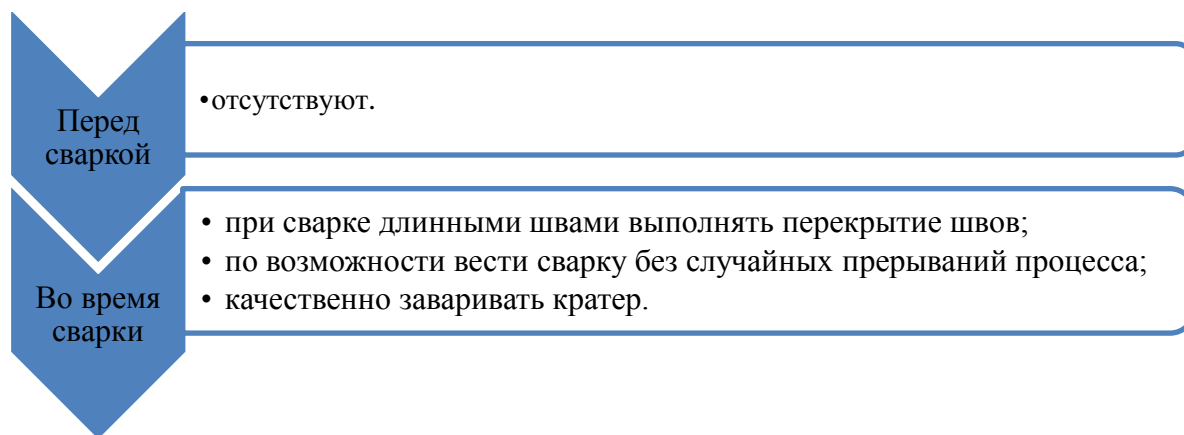 Перед
сваркой
•отсутствуют.
Во время
сварки
• при сварке длинными швами выполнять перекрытие швов;
• по возможности вести сварку без случайных прерываний процесса;
• качественно заваривать кратер.